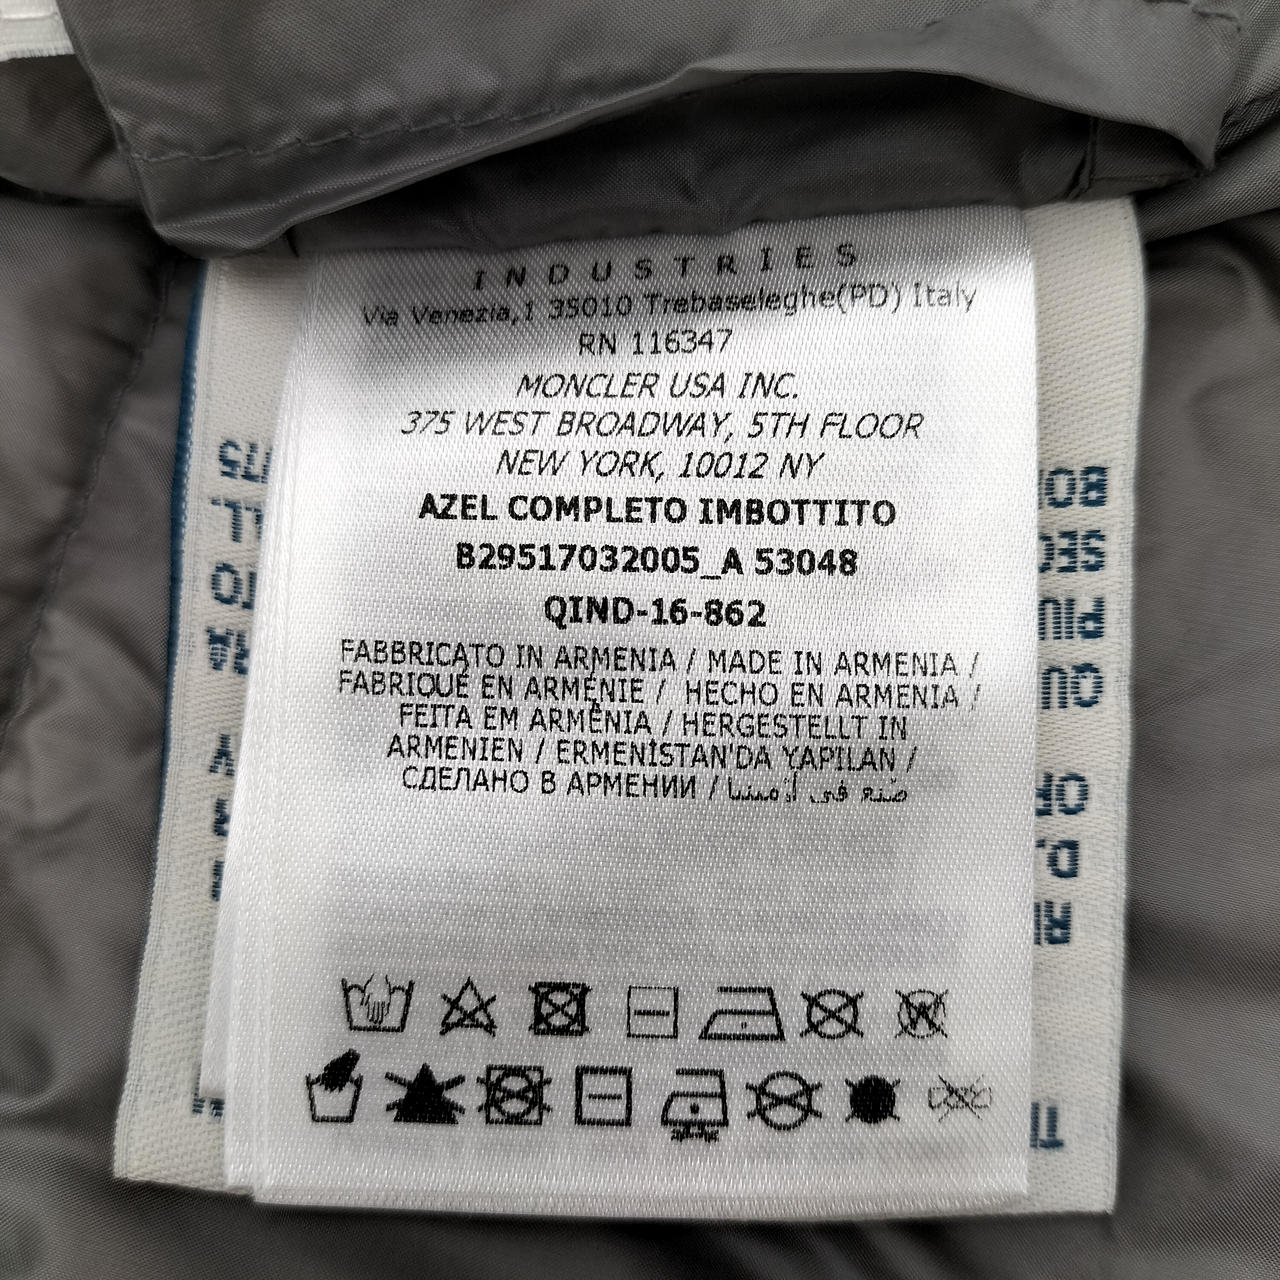 INDUSTRIES
Via Venezia,1 35010 Trebaseleghe(PD) Italy
RN 116347
MONCLER USA INC.
375 WEST BROADWAY, 5TH FLOOR
NEW YORK, 10012 NY
AZEL COMPLETO IMBOTTITO
B29517032005_A 53048
QIND-16-862
FABBRICATO IN ARMENIA / MADE IN ARMENIA /
FABRIQUÉ EN ARMÉNIE / HECHO EN ARMENIA /
FEITA EM ARMÊNIA / HERGESTELLT IN
ARMENIEN / ERMENİSTAN'DA YAPILAN /
СДЕЛАНО В АРМЕНИИ / صنع في أرمينيا